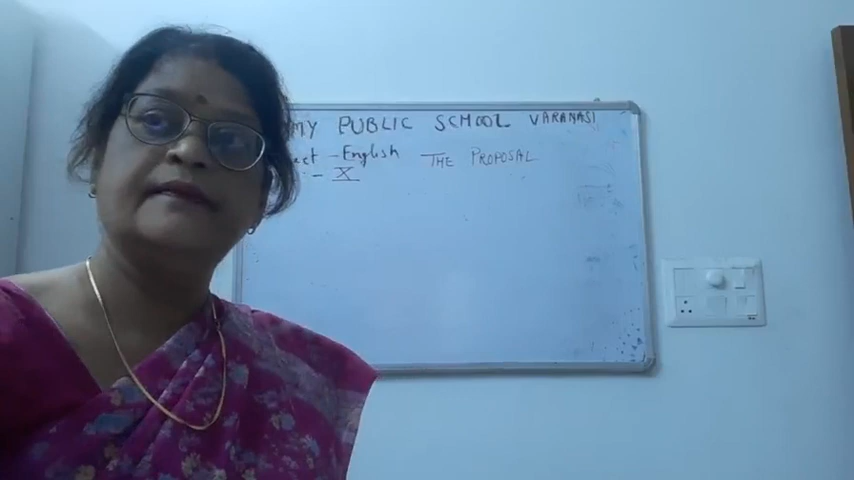 MY PUBLIC SCHOOL VARANASI
ect - English THE PROPOSAL
- X